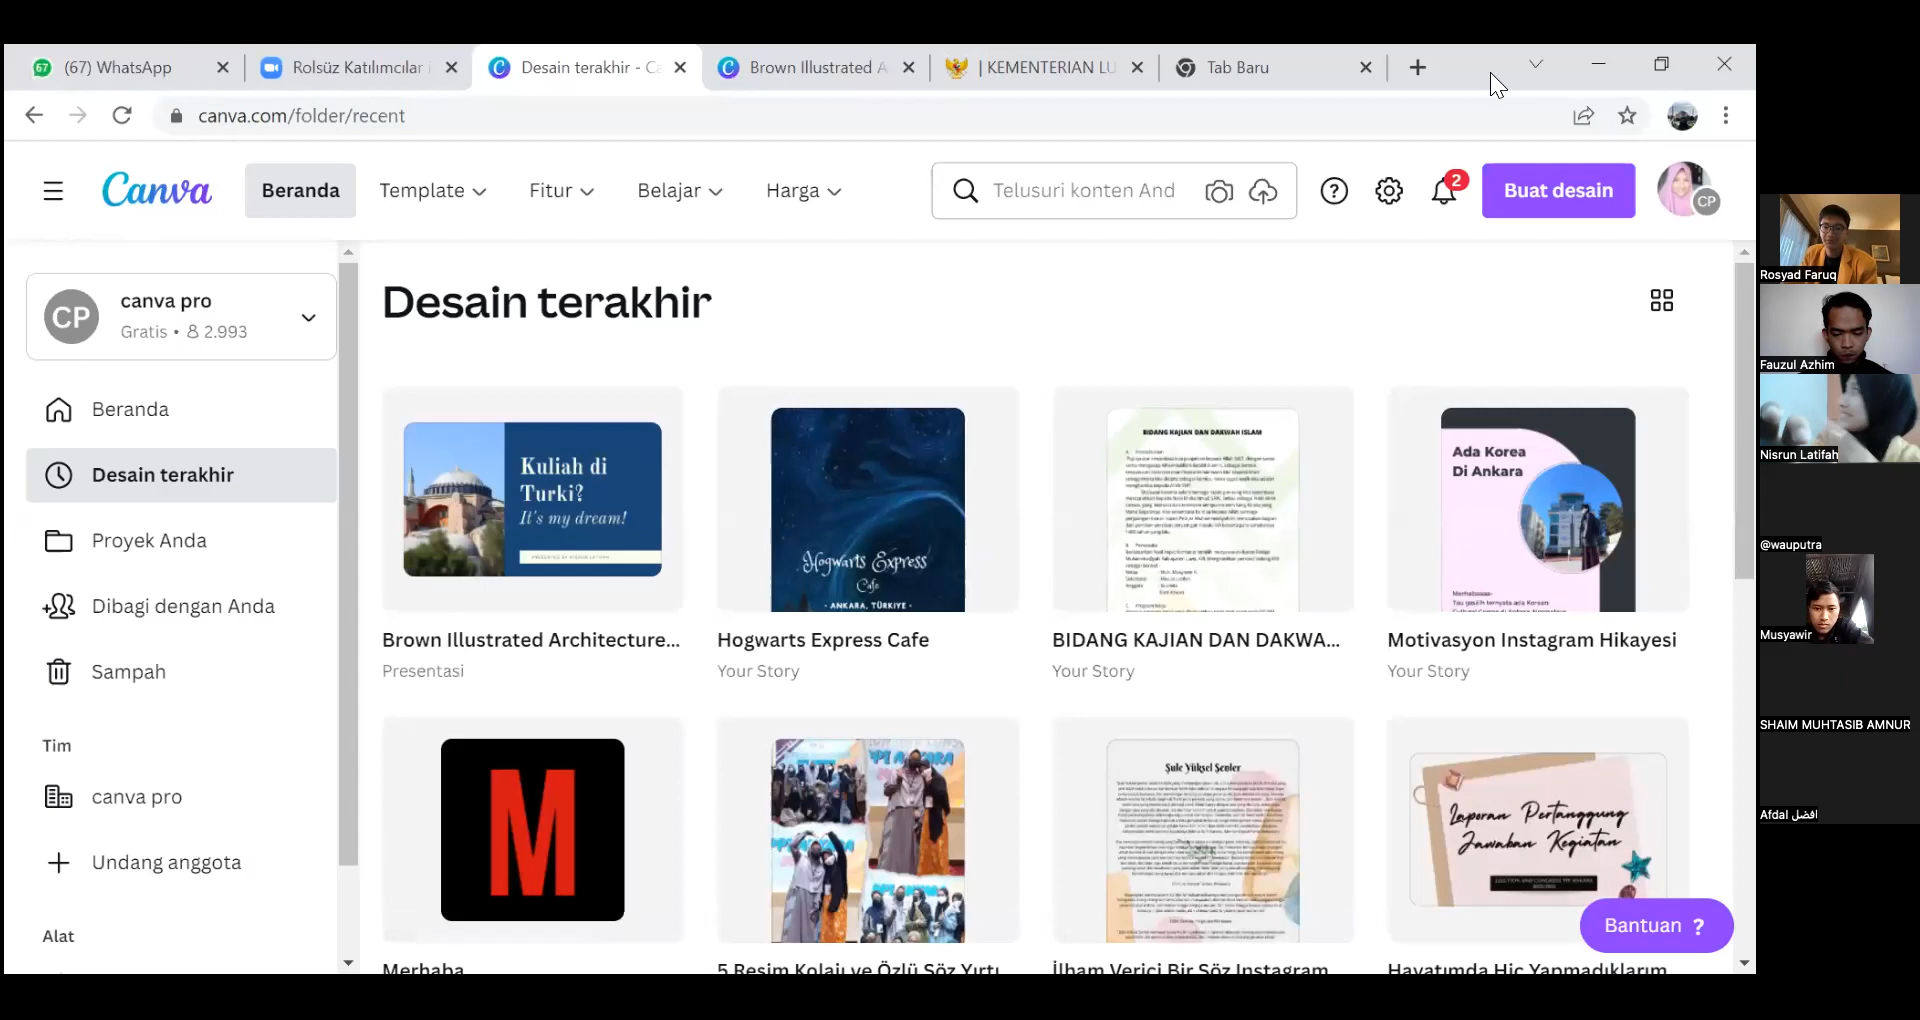 67
(67) WhatsApp
Rolsüz Katılımcılar i
Desain terakhir - Ca
Brown Illustrated A
| KEMENTERIAN LU
Tab Baru
canva.com/folder/recent
Canva
Beranda
Template
Fitur
Belajar
Harga
Telusuri konten And
2
Buat desain
CP
CP
canva pro
Gratis • 2.993
Beranda
Desain terakhir
Proyek Anda
Dibagi dengan Anda
Sampah
Tim
canva pro
Undang anggota
Alat
Desain terakhir
Kuliah di
Turki?
It's my dream!
Brown Illustrated Architecture...
Presentasi
Hogwarts Express
Cafe
• ANKARA, TÜRKIYE •
Hogwarts Express Cafe
Your Story
BIDANG KAJIAN DAN DAKWAH ISLAM
BIDANG KAJIAN DAN DAKWA...
Your Story
Ada Korea
Di Ankara
Motivasyon Instagram Hikayesi
Your Story
M
Merhaba
5 Resim Kolajı ve Özlü Söz Yırtı
Şule Yüksel Şenler
İlham Verici Bir Söz Instagram
Laporan Pertanggung
Jawaban Kegiatan
Hayatımda Hiç Yapmadıklarım
Bantuan ?
Rosyad Faruq
Fauzul Azhim
Nisrun Latifah
@wauputra
Musyawir
SHAIM MUHTASIB AMNUR
Afdal افضل